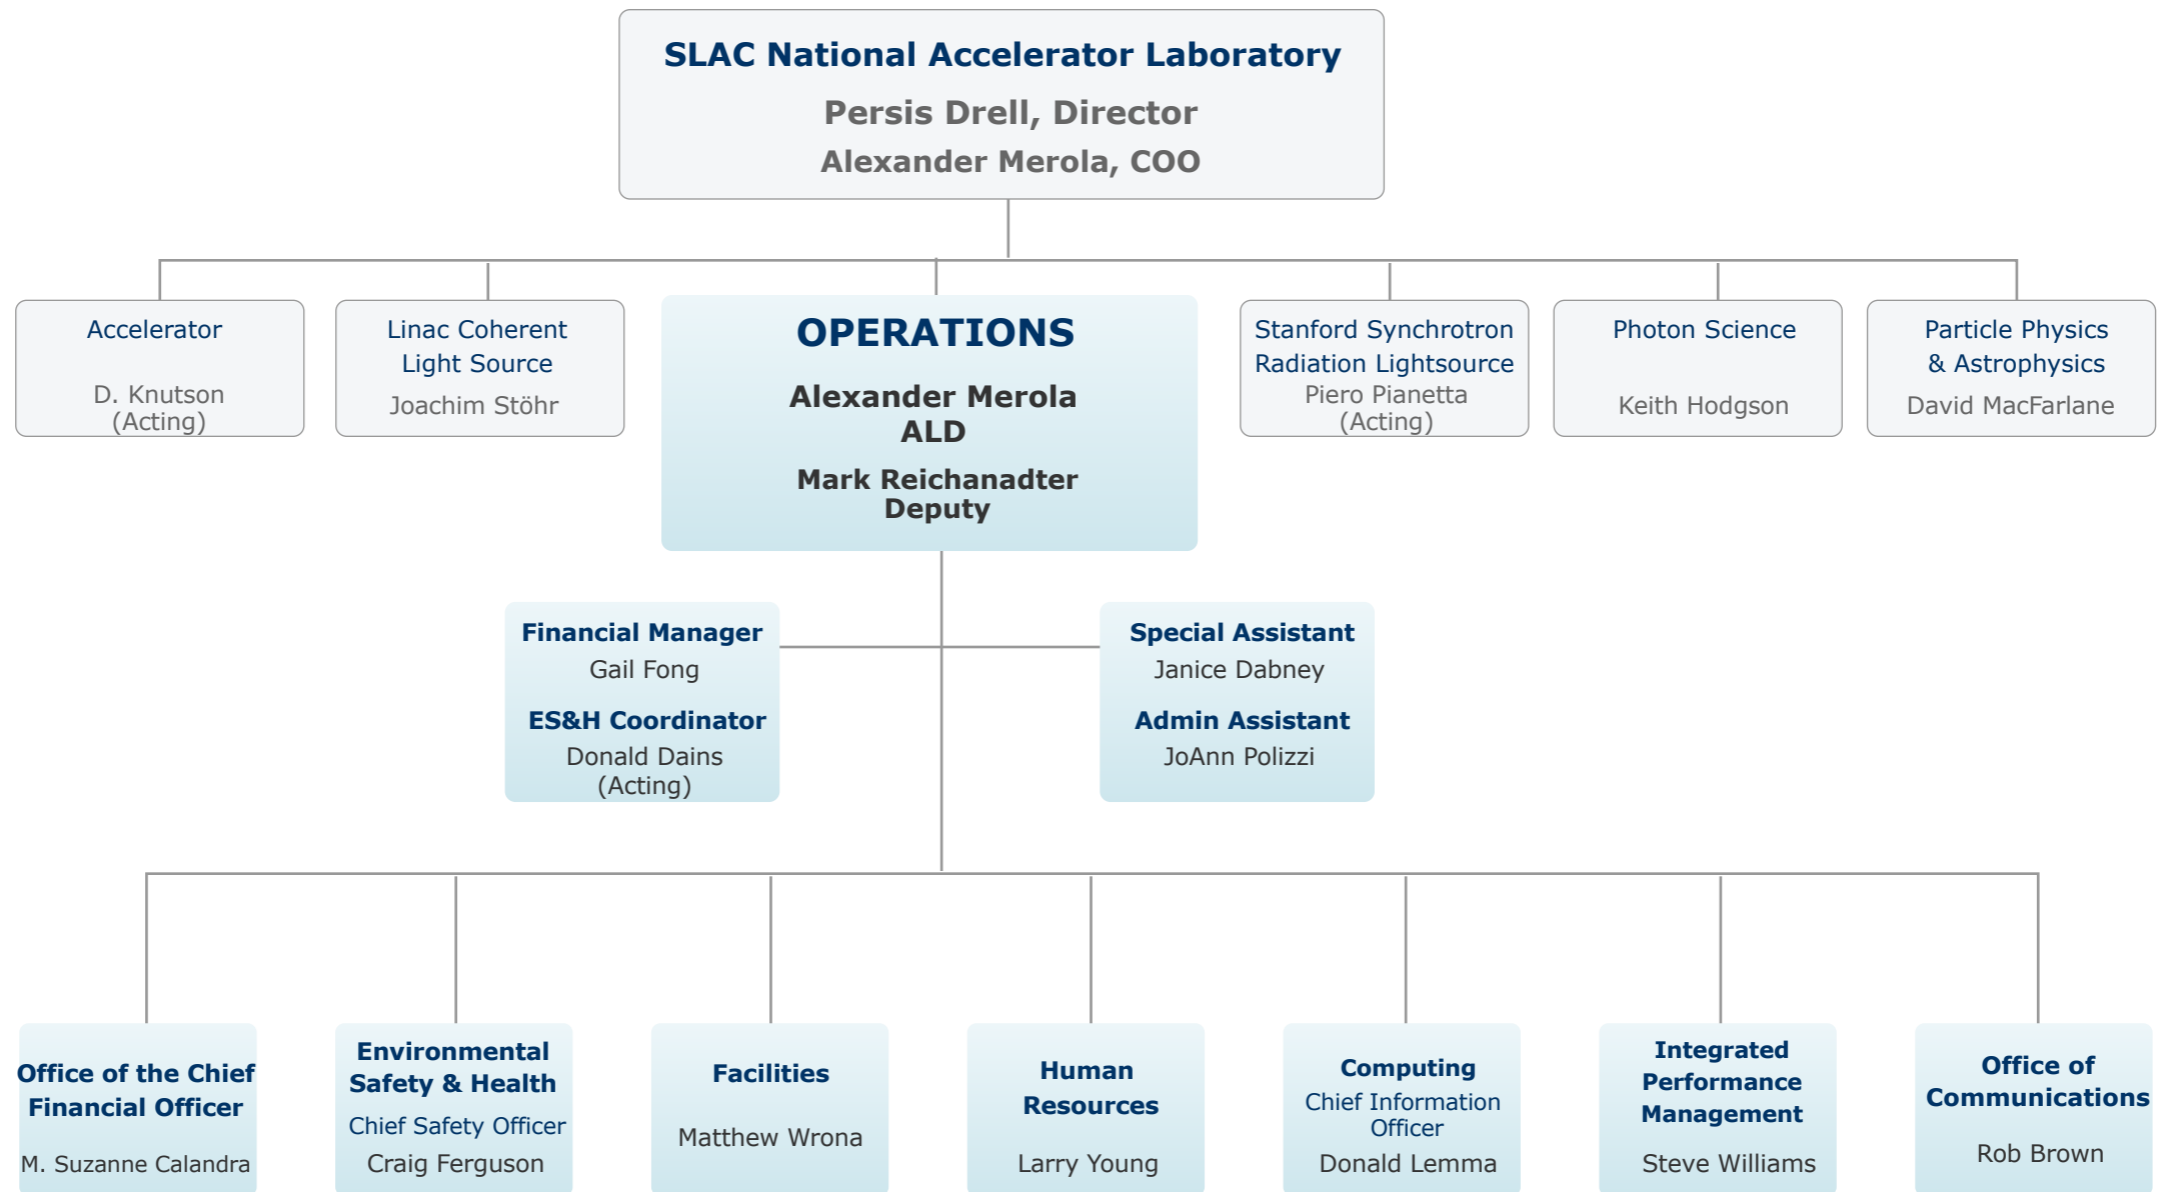 SLAC National Accelerator Laboratory
Persis Drell, Director
Alexander Merola, COO
Accelerator
D. Knutson
(Acting)
Linac Coherent
Light Source
Joachim Stöhr
OPERATIONS
Alexander Merola
ALD
Mark Reichanadter
Deputy
Stanford Synchrotron
Radiation Lightsource
Piero Pianetta
(Acting)
Photon Science
Keith Hodgson
Particle Physics
& Astrophysics
David MacFarlane
Financial Manager
Gail Fong
ES&H Coordinator
Donald Dains
(Acting)
Special Assistant
Janice Dabney
Admin Assistant
JoAnn Polizzi
Office of the Chief
Financial Officer
M. Suzanne Calandra
Environmental
Safety & Health
Chief Safety Officer
Craig Ferguson
Facilities
Matthew Wrona
Human
Resources
Larry Young
Computing
Chief Information
Officer
Donald Lemma
Integrated
Performance
Management
Steve Williams
Office of
Communications
Rob Brown